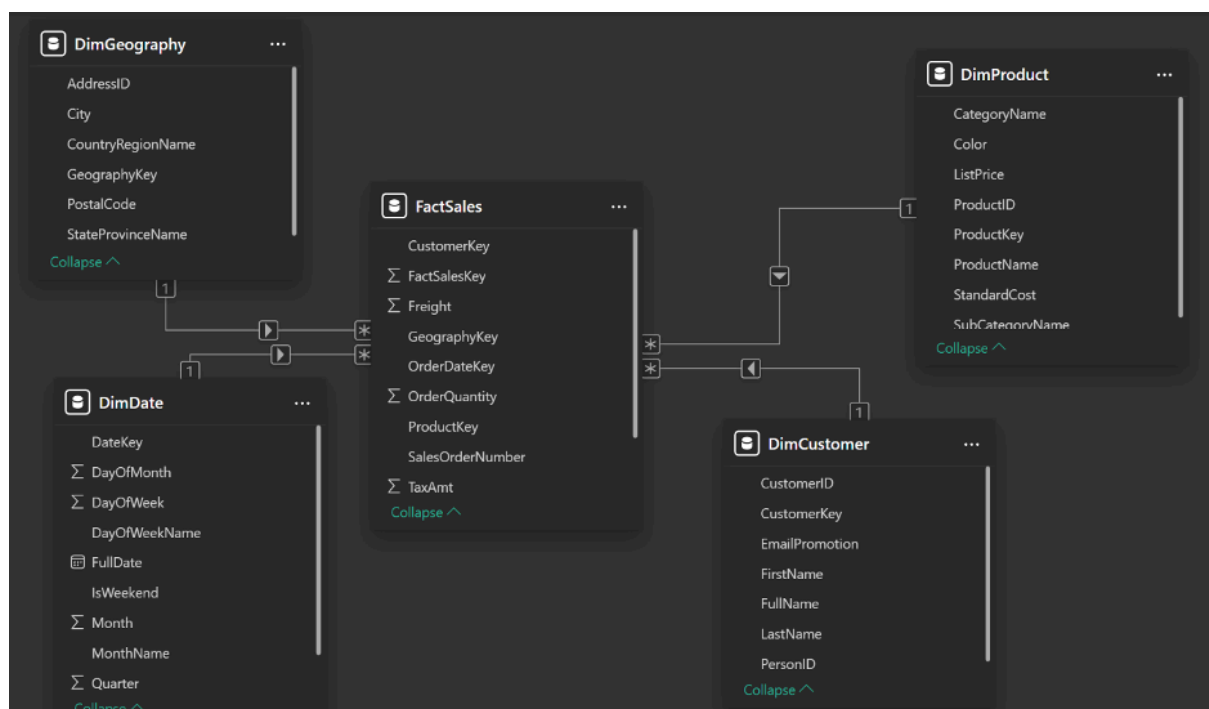 DimGeography
AddressID
City
CountryRegionName
GeographyKey
PostalCode
StateProvinceName
Collapse
1
DimDate
DateKey
Σ DayOfMonth
Σ DayOfWeek
DayOfWeekName
FullDate
IsWeekend
Σ Month
MonthName
Σ Quarter
Collapse
1
FactSales
CustomerKey
Σ FactSalesKey
Σ Freight
GeographyKey
OrderDateKey
Σ OrderQuantity
ProductKey
SalesOrderNumber
Σ TaxAmt
Collapse
*
*
*
*
DimProduct
CategoryName
Color
ListPrice
ProductID
ProductKey
ProductName
StandardCost
SubCategoryName
Collapse
1
DimCustomer
CustomerID
CustomerKey
EmailPromotion
FirstName
FullName
LastName
PersonID
Collapse
1